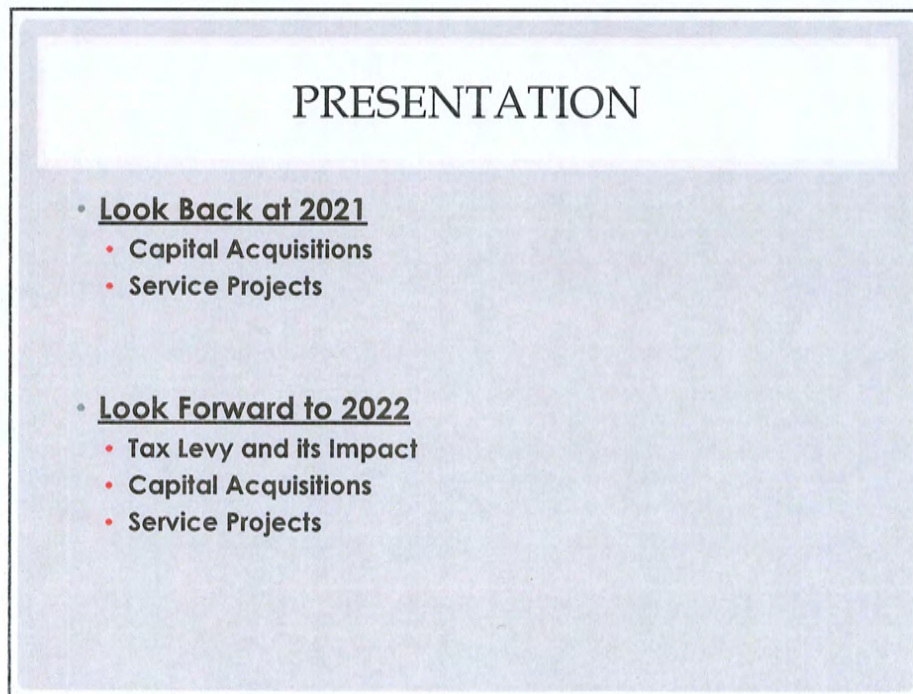 PRESENTATION
• Look Back at 2021
• Capital Acquisitions
• Service Projects
• Look Forward to 2022
• Tax Levy and its Impact
• Capital Acquisitions
• Service Projects